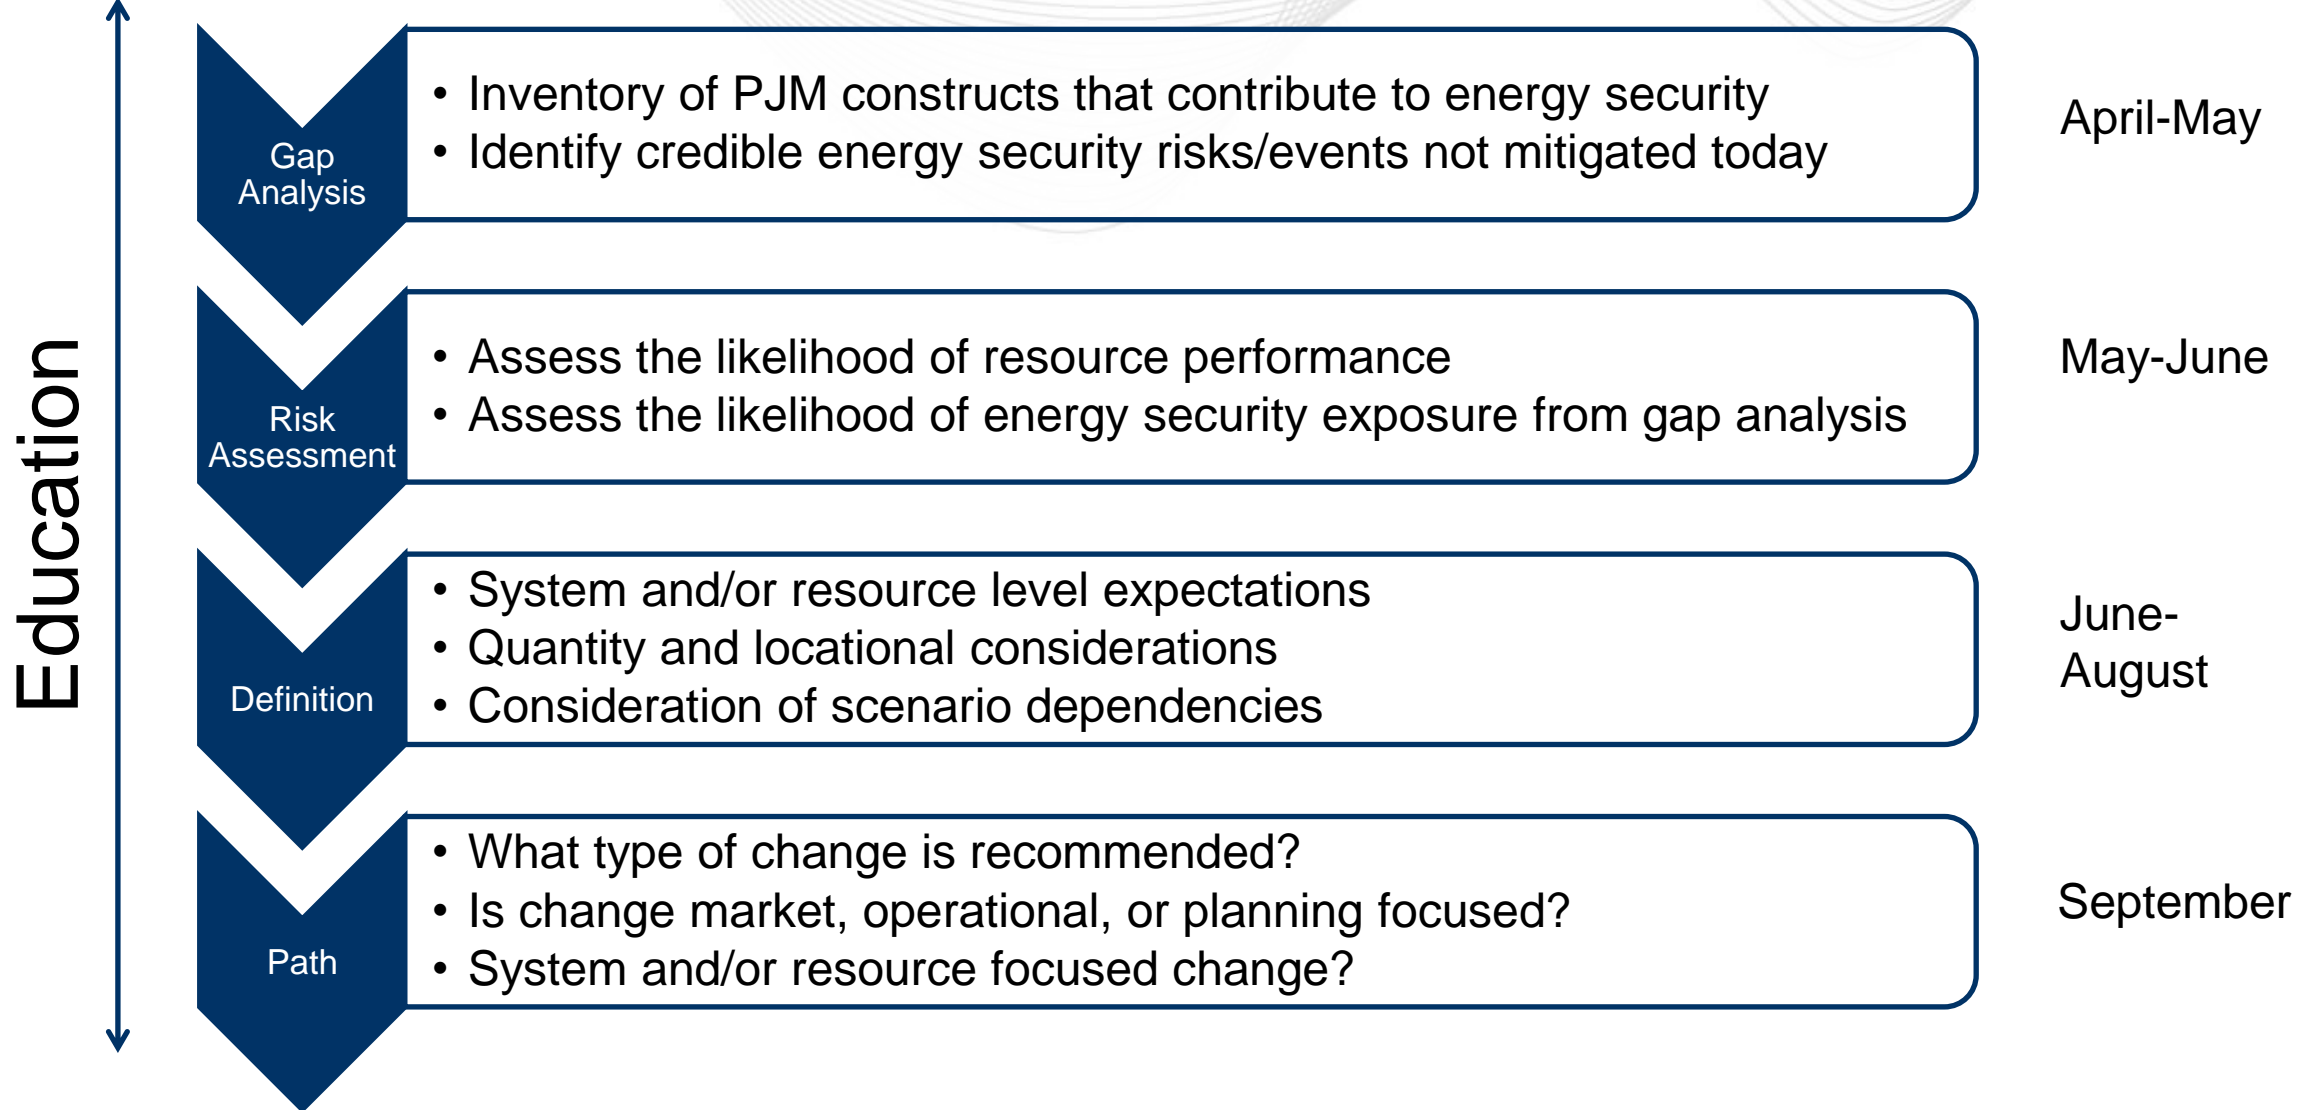 Education
Gap
Analysis
• Inventory of PJM constructs that contribute to energy security
• Identify credible energy security risks/events not mitigated today
April-May
Risk
Assessment
• Assess the likelihood of resource performance
• Assess the likelihood of energy security exposure from gap analysis
May-June
Definition
• System and/or resource level expectations
• Quantity and locational considerations
• Consideration of scenario dependencies
June-
August
Path
• What type of change is recommended?
• Is change market, operational, or planning focused?
• System and/or resource focused change?
September